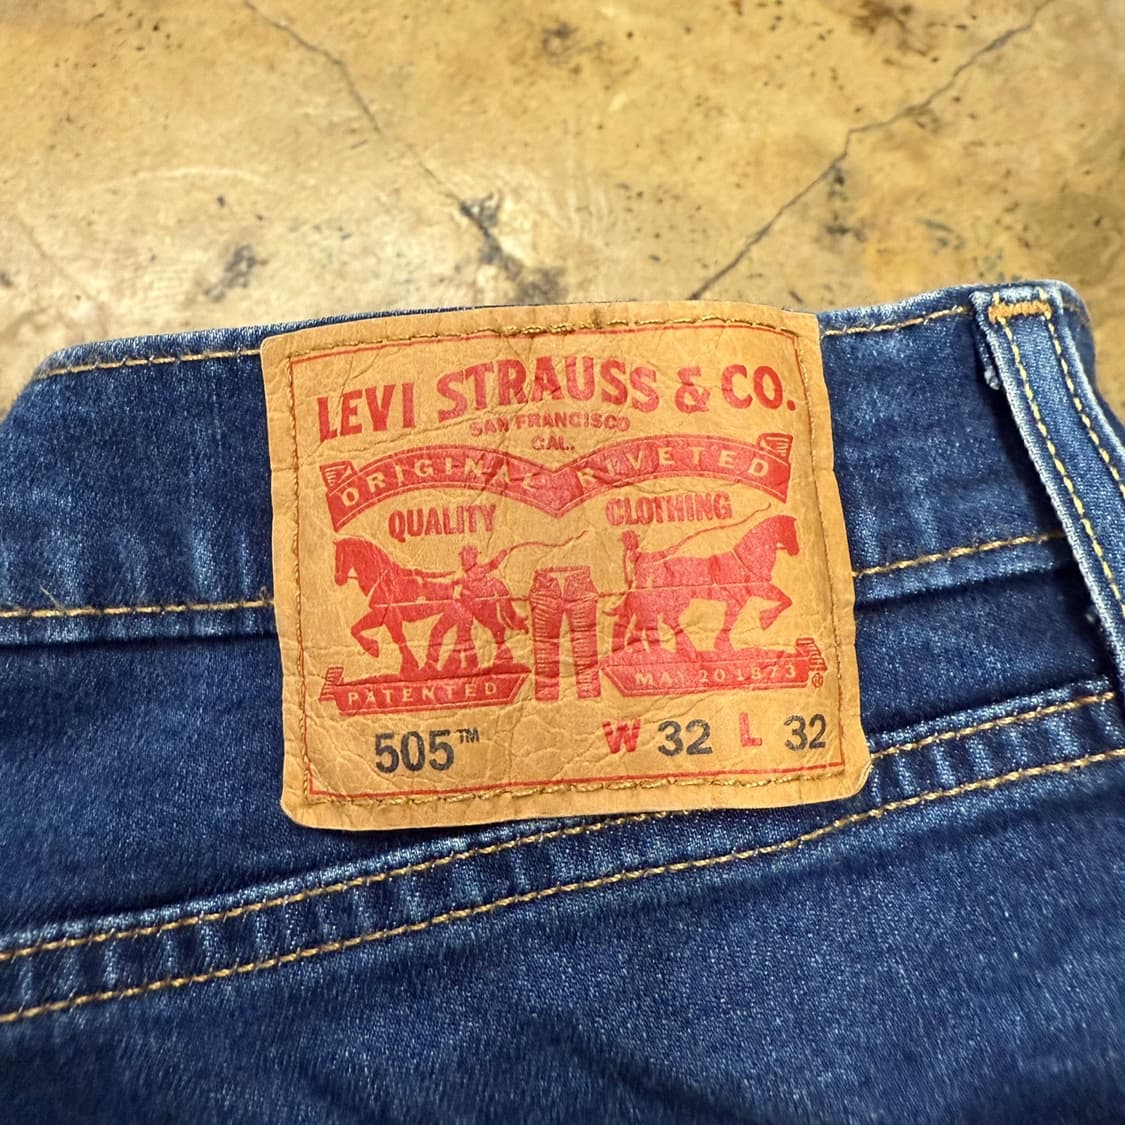 LEVI STRAUSS & CO.
SAN FRANCISCO
CAL.
ORIGINAL RIVETED
QUALITY CLOTHING
PATENTED MAY 20 1873 ®
505™ W 32 L 32